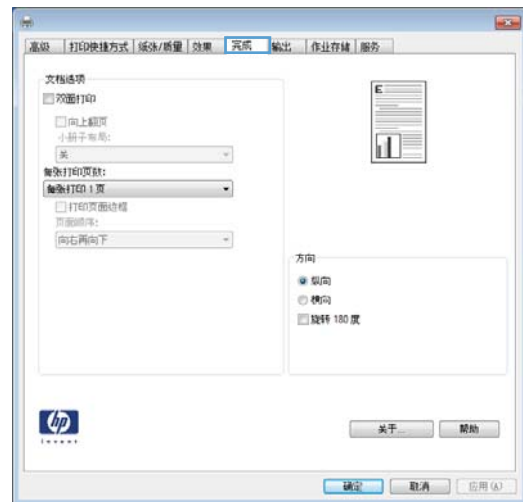 高级 打印快捷方式 纸张/质量 效果 完成 输出 作业存储 服务
文档选项
双面打印
向上翻页
小册子布局:
关
每张打印页数:
每张打印 1 页
打印页面边框
页面顺序:
向右再向下
E
方向
纵向
横向
旋转 180 度
hp
invent
关于... 帮助
确定 取消 应用(A)